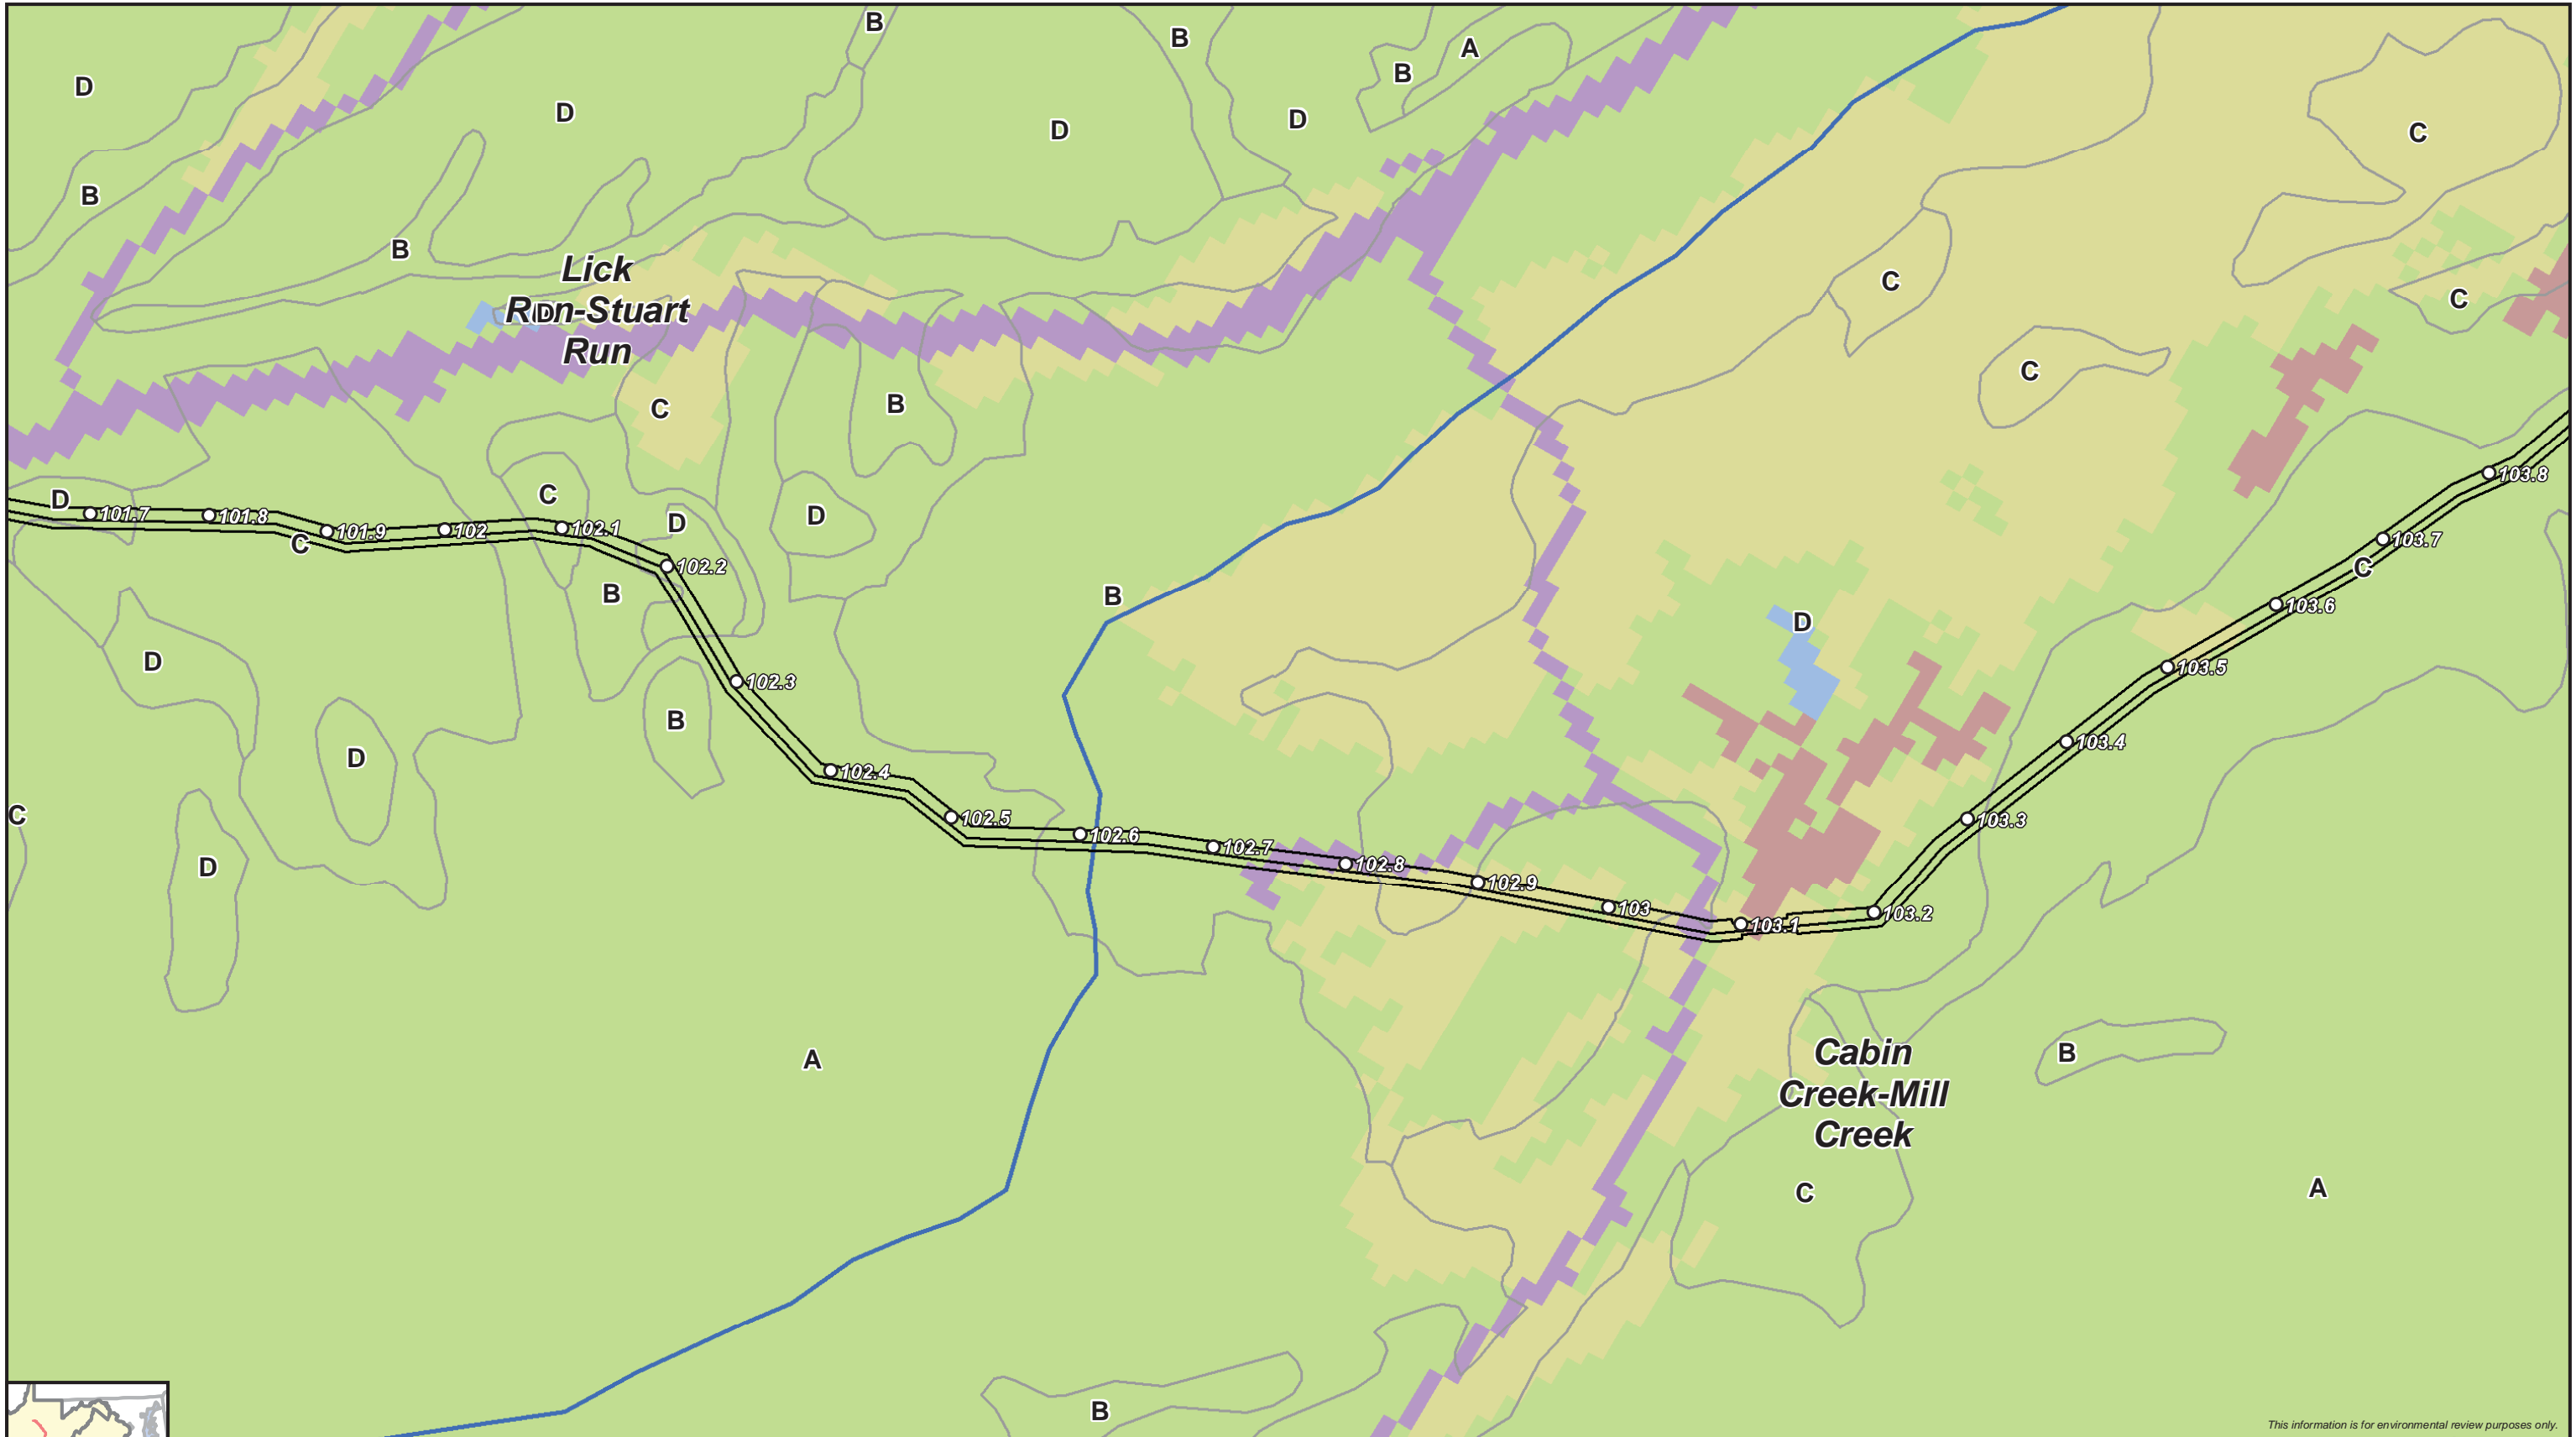 B
B
A
B
D
D
D
D
C
B
B
Lick
Run-Stuart
Run
D
C
C
C
C
B
D
C
D
D
101.7
101.8
C
101.9
102
102.1
102.2
B
B
D
102.3
B
D
D
C
102.4
102.5
102.6
102.7
102.8
102.9
103
103.1
103.2
103.3
103.4
103.5
103.6
C
103.7
103.8
D
A
Cabin
Creek-Mill
Creek
B
C
A
B
This information is for environmental review purposes only.